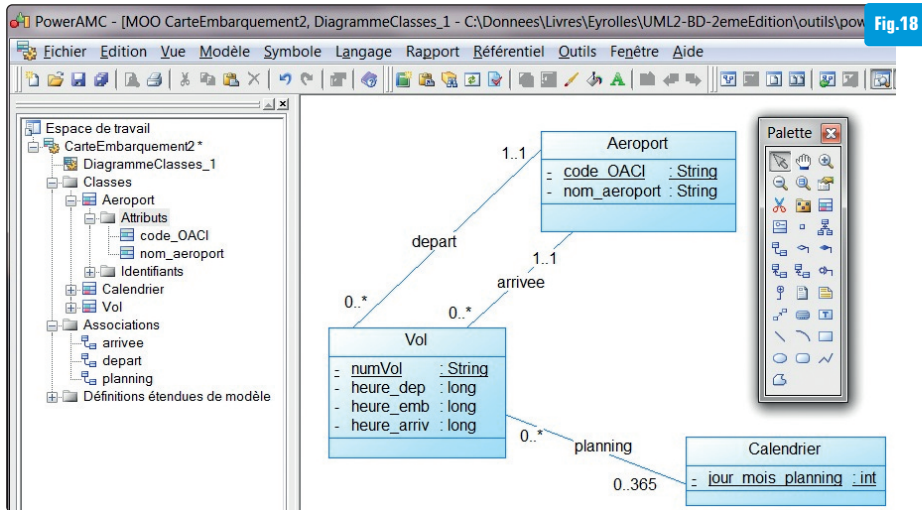 PowerAMC - [MOO CarteEmbarquement2, DiagrammeClasses_1 - C:\Donnees\Livres\Eyrolles\UML2-BD-2emeEdition\outils\pow
Fig.18
Fichier Edition Vue Modèle Symbole Langage Rapport Référentiel Outils Fenêtre Aide
Espace de travail
CarteEmbarquement2 *
DiagrammeClasses_1
Classes
Aeroport
Attributs
code_OACI
nom_aeroport
Identifiants
Calendrier
Vol
Associations
arrivee
depart
planning
Définitions étendues de modèle
Aeroport
- code_OACI : String
- nom_aeroport : String
1..1
depart
0..*
1..1
arrivee
0..*
Vol
- numVol : String
- heure_dep : long
- heure_emb : long
- heure_arriv : long
0..*
planning
0..365
Calendrier
- jour_mois_planning : int
Palette